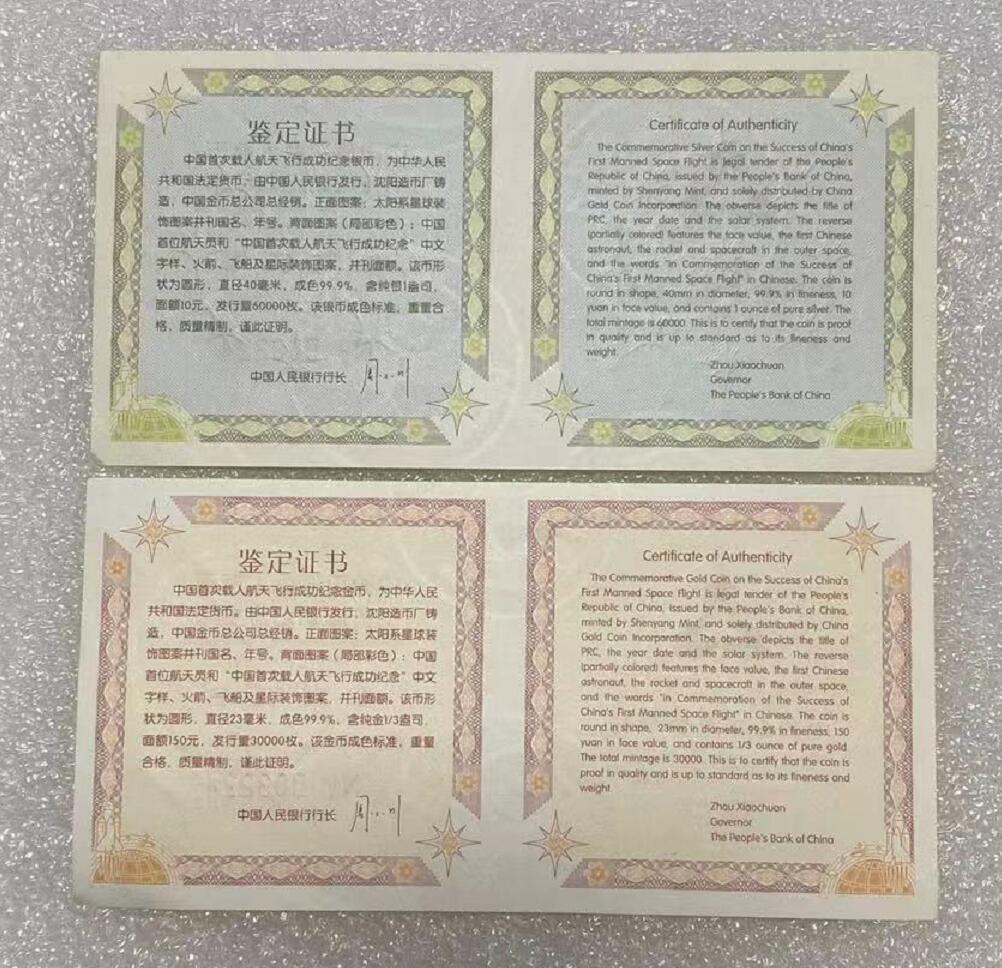 鉴定证书
中国首次载人航天飞行成功纪念银币，为中华人民
共和国法定货币。由中国人民银行发行，沈阳造币厂铸
造，中国金币总公司总经销。正面图案：太阳系星球装
饰图案并刊国名、年号。背面图案（局部彩色）：中国
首位航天员和“中国首次载人航天飞行成功纪念”中文
字样、火箭、飞船及星际装饰图案，并刊面额。该币形
状为圆形，直径40毫米，成色99.9%，含纯银1盎司，
面额10元，发行量60000枚。该银币成色标准，重量合
格，质量精制，谨此证明。
中国人民银行行长
Certificate of Authenticity
The Commemorative Silver Coin on the Success of China's
First Manned Space Flight is legal tender of the People's
Republic of China, issued by the People's Bank of China,
minted by Shenyang Mint, and solely distributed by China
Gold Coin Incorporation. The obverse depicts the title of
PRC, the year date and the solar system. The reverse
(partially colored) features the face value, the first Chinese
astronaut, the rocket and spacecraft in the outer space,
and the words "in Commemoration of the Success of
China's First Manned Space Flight" in Chinese. The coin is
round in shape, 40mm in diameter, 99.9% in fineness, 10
yuan in face value, and contains 1 ounce of pure silver. The
total mintage is 60000. This is to certify that the coin is proof
in quality and is up to standard as to its fineness and
weight.
Zhou Xiaochuan
Governor
The People's Bank of China
鉴定证书
中国首次载人航天飞行成功纪念金币，为中华人民
共和国法定货币。由中国人民银行发行，沈阳造币厂铸
造，中国金币总公司总经销。正面图案：太阳系星球装
饰图案并刊国名、年号。背面图案（局部彩色）：中国
首位航天员和“中国首次载人航天飞行成功纪念”中文
字样、火箭、飞船及星际装饰图案，并刊面额。该币形
状为圆形，直径23毫米，成色99.9%，含纯金1/3盎司，
面额150元，发行量30000枚。该金币成色标准，重量
合格，质量精制，谨此证明。
中国人民银行行长
Certificate of Authenticity
The Commemorative Gold Coin on the Success of China's
First Manned Space Flight is legal tender of the People's
Republic of China, issued by the People's Bank of China,
minted by Shenyang Mint, and solely distributed by China
Gold Coin Incorporation. The obverse depicts the title of
PRC, the year date and the solar system. The reverse
(partially colored) features the face value, the first Chinese
astronaut, the rocket and spacecraft in the outer space,
and the words "in Commemoration of the Success of
China's First Manned Space Flight" in Chinese. The coin is
round in shape, 23mm in diameter, 99.9% in fineness, 150
yuan in face value, and contains 1/3 ounce of pure gold.
The total mintage is 30000. This is to certify that the coin is
proof in quality and is up to standard as to its fineness and
weight.
Zhou Xiaochuan
Governor
The People's Bank of China